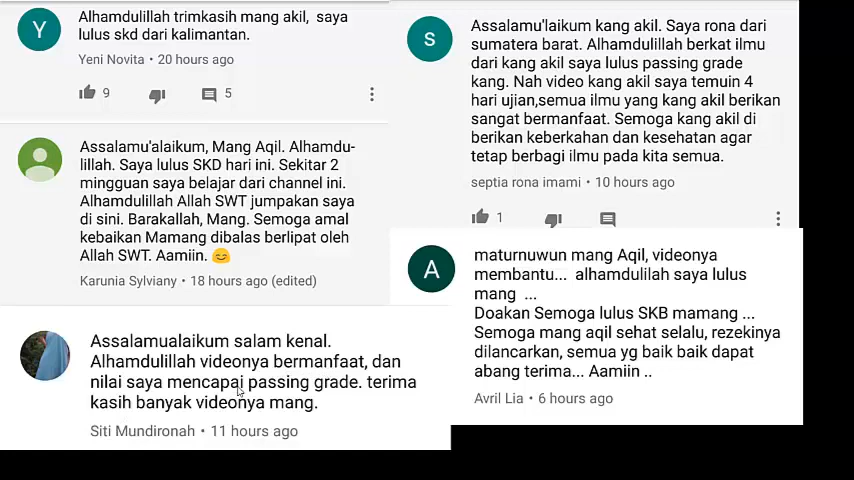 Y
Alhamdulillah trimkasih mang akil, saya
lulus skd dari kalimantan.
Yeni Novita • 20 hours ago
9
5
Assalamu'alaikum, Mang Aqil. Alhamdu-
lillah. Saya lulus SKD hari ini. Sekitar 2
mingguan saya belajar dari channel ini.
Alhamdulillah Allah SWT jumpakan saya
di sini. Barakallah, Mang. Semoga amal
kebaikan Mamang dibalas berlipat oleh
Allah SWT. Aamiin. 😊
Karunia Sylviany • 18 hours ago (edited)
Assalamualaikum salam kenal.
Alhamdulillah videonya bermanfaat, dan
nilai saya mencapai passing grade. terima
kasih banyak videonya mang.
Siti Mundironah • 11 hours ago
S
Assalamu'laikum kang akil. Saya rona dari
sumatera barat. Alhamdulillah berkat ilmu
dari kang akil saya lulus passing grade
kang. Nah video kang akil saya temuin 4
hari ujian,semua ilmu yang kang akil berikan
sangat bermanfaat. Semoga kang akil di
berikan keberkahan dan kesehatan agar
tetap berbagi ilmu pada kita semua.
septia rona imami • 10 hours ago
1
A
maturnuwun mang Aqil, videonya
membantu... alhamdulilah saya lulus
mang ...
Doakan Semoga lulus SKB mamang ...
Semoga mang aqil sehat selalu, rezekinya
dilancarkan, semua yg baik baik dapat
abang terima... Aamiin ..
Avril Lia • 6 hours ago